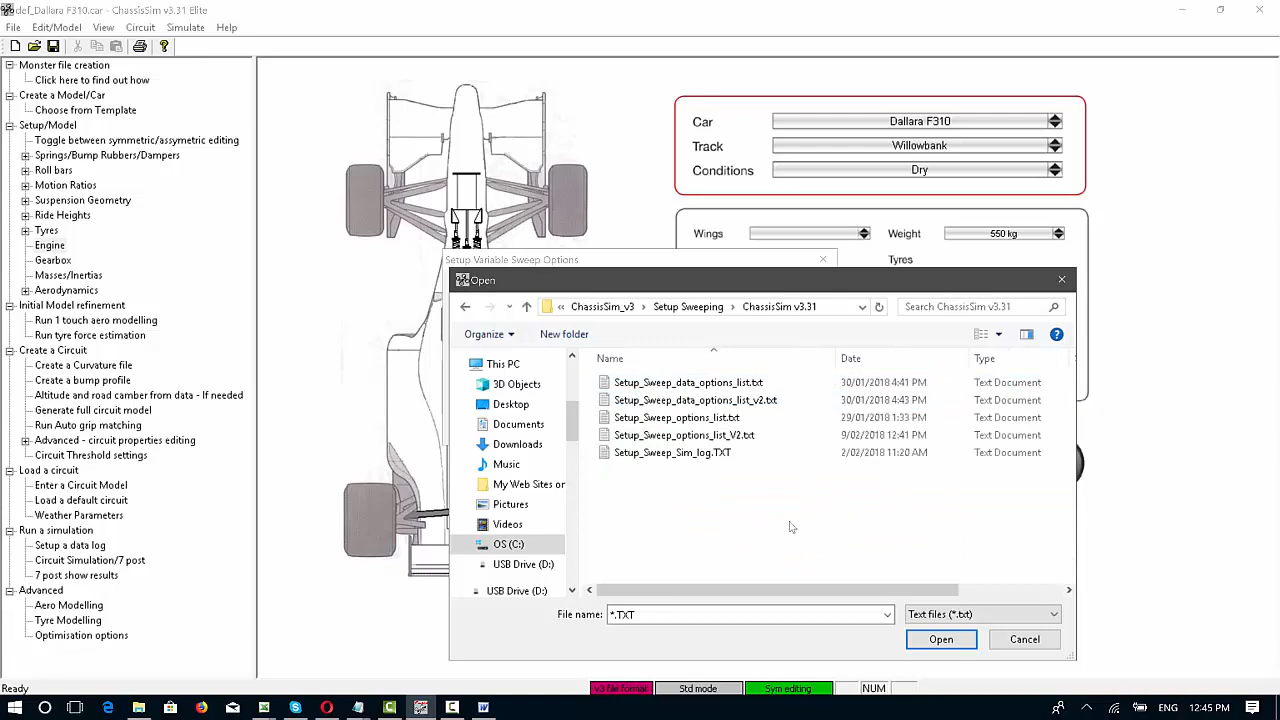 def_Dallara F310.car - ChassisSim v3.31 Elite
File Edit/Model View Circuit Simulate Help
Monster file creation
Click here to find out how
Create a Model/Car
Choose from Template
Setup/Model
Toggle between symmetric/assymetric editing
Springs/Bump Rubbers/Dampers
Roll bars
Motion Ratios
Suspension Geometry
Ride Heights
Tyres
Engine
Gearbox
Masses/Inertias
Aerodynamics
Initial Model refinement
Run 1 touch aero modelling
Run tyre force estimation
Create a Circuit
Create a Curvature file
Create a bump profile
Altitude and road camber from data - If needed
Generate full circuit model
Run Auto grip matching
Advanced - circuit properties editing
Circuit Threshold settings
Load a circuit
Enter a Circuit Model
Load a default circuit
Weather Parameters
Run a simulation
Setup a data log
Circuit Simulation/7 post
7 post show results
Advanced
Aero Modelling
Tyre Modelling
Optimisation options
Car Dallara F310
Track Willowbank
Conditions Dry
Wings Weight 550 kg
Tyres
Setup Variable Sweep Options
Open
« ChassisSim_v3 > Setup Sweeping > ChassisSim v3.31
Search ChassisSim v3.31
Organize New folder
This PC
3D Objects
Desktop
Documents
Downloads
Music
My Web Sites on
Pictures
Videos
OS (C:)
USB Drive (D:)
USB Drive (D:)
Name Date Type
Setup_Sweep_data_options_list.txt 30/01/2018 4:41 PM Text Document
Setup_Sweep_data_options_list_v2.txt 30/01/2018 4:43 PM Text Document
Setup_Sweep_options_list.txt 29/01/2018 1:33 PM Text Document
Setup_Sweep_options_list_V2.txt 9/02/2018 12:41 PM Text Document
Setup_Sweep_Sim_log.TXT 2/02/2018 11:20 AM Text Document
File name: *.TXT Text files (*.txt)
Open Cancel
Ready v3 file format Std mode Sym editing NUM
ENG 12:45 PM